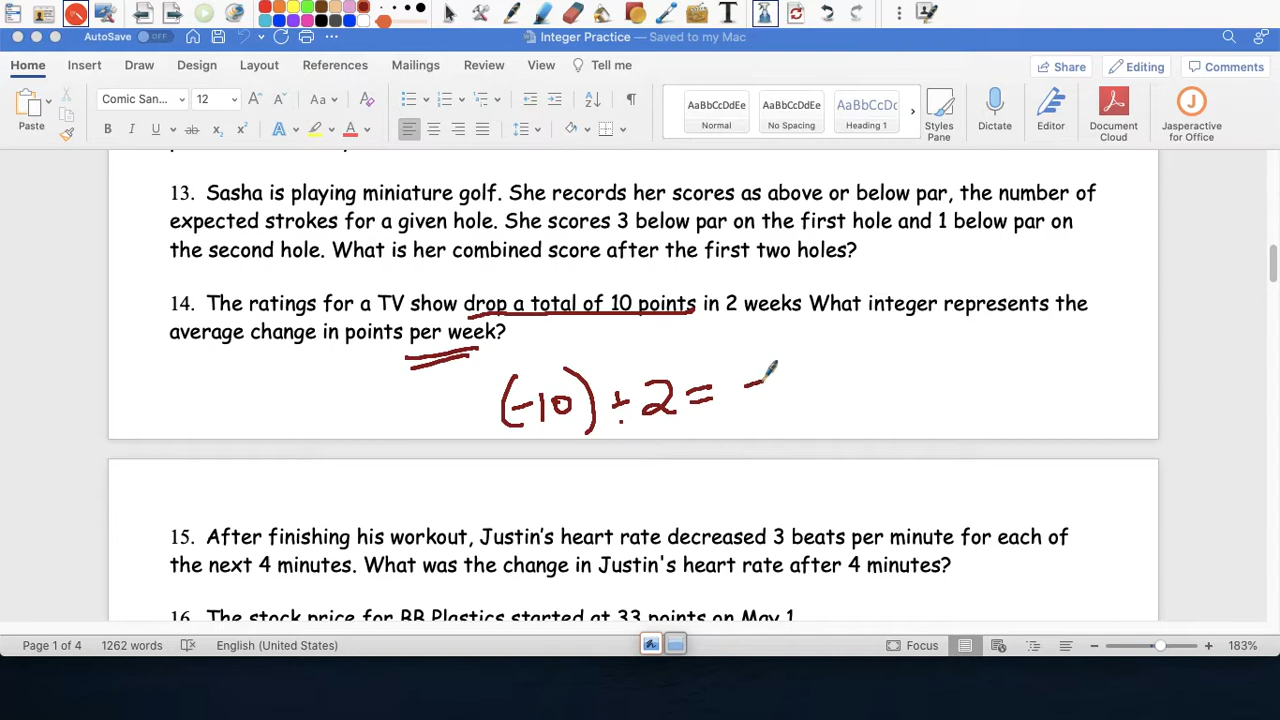 AutoSave OFF
Integer Practice — Saved to my Mac
Home Insert Draw Design Layout References Mailings Review View Tell me
Share Editing Comments
Paste
Comic San... 12
AaBbCcDdEe AaBbCcDdEe AaBbCcDc
Normal No Spacing Heading 1
Styles Pane
Dictate
Editor
Document Cloud
Jasperactive for Office
13. Sasha is playing miniature golf. She records her scores as above or below par, the number of
expected strokes for a given hole. She scores 3 below par on the first hole and 1 below par on
the second hole. What is her combined score after the first two holes?
14. The ratings for a TV show drop a total of 10 points in 2 weeks What integer represents the
average change in points per week?
(-10) ÷ 2 = -
15. After finishing his workout, Justin’s heart rate decreased 3 beats per minute for each of
the next 4 minutes. What was the change in Justin's heart rate after 4 minutes?
16. The stock price for BB Plastics started at 33 points on May 1.
Page 1 of 4 1262 words English (United States) Focus 183%